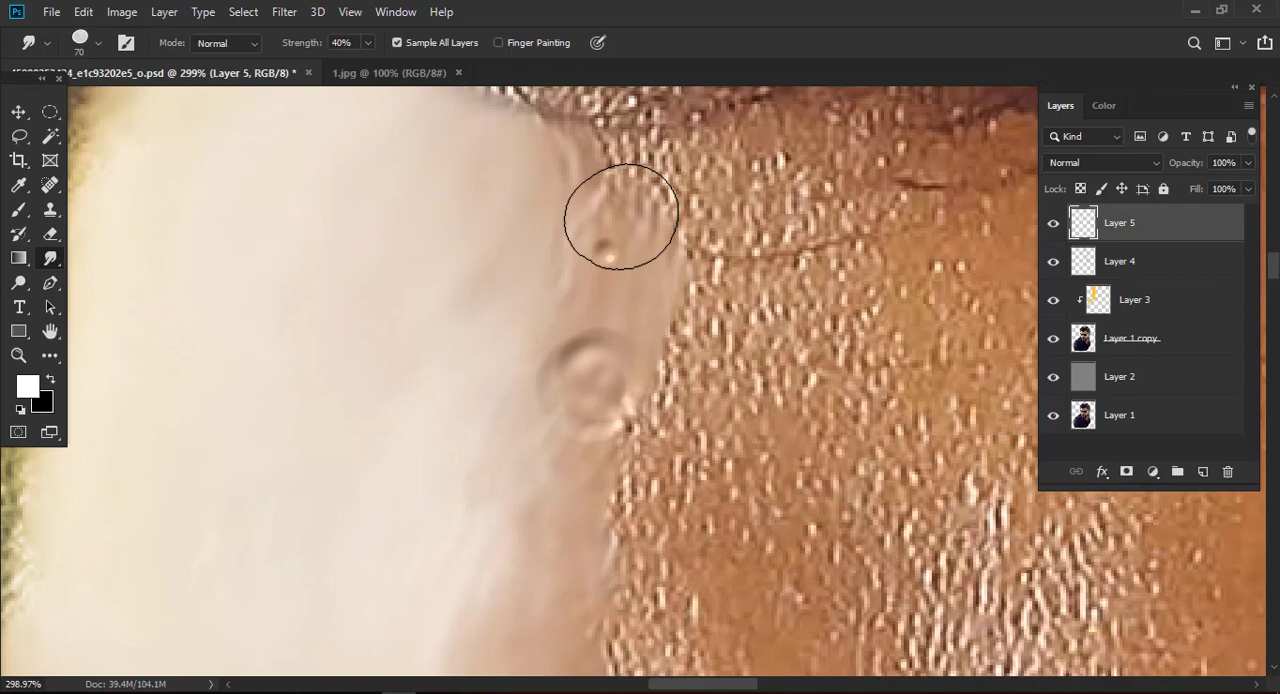 Ps File Edit Image Layer Type Select Filter 3D View Window Help
70 Mode: Normal Strength: 40% Sample All Layers Finger Painting
_e1c93202e5_o.psd @ 299% (Layer 5, RGB/8) * 1.jpg @ 100% (RGB/8#)
Layers Color
Kind
Normal Opacity: 100%
Lock: Fill: 100%
Layer 5
Layer 4
Layer 3
Layer 1 copy
Layer 2
Layer 1
fx
298.97% Doc: 39.4M/104.1M